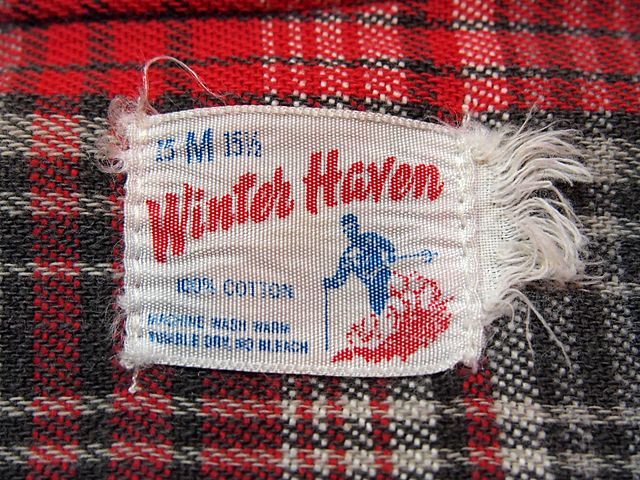 15 M 15½
Winter Haven
100% COTTON
MACHINE WASH WARM
TUMBLE DRY, NO BLEACH